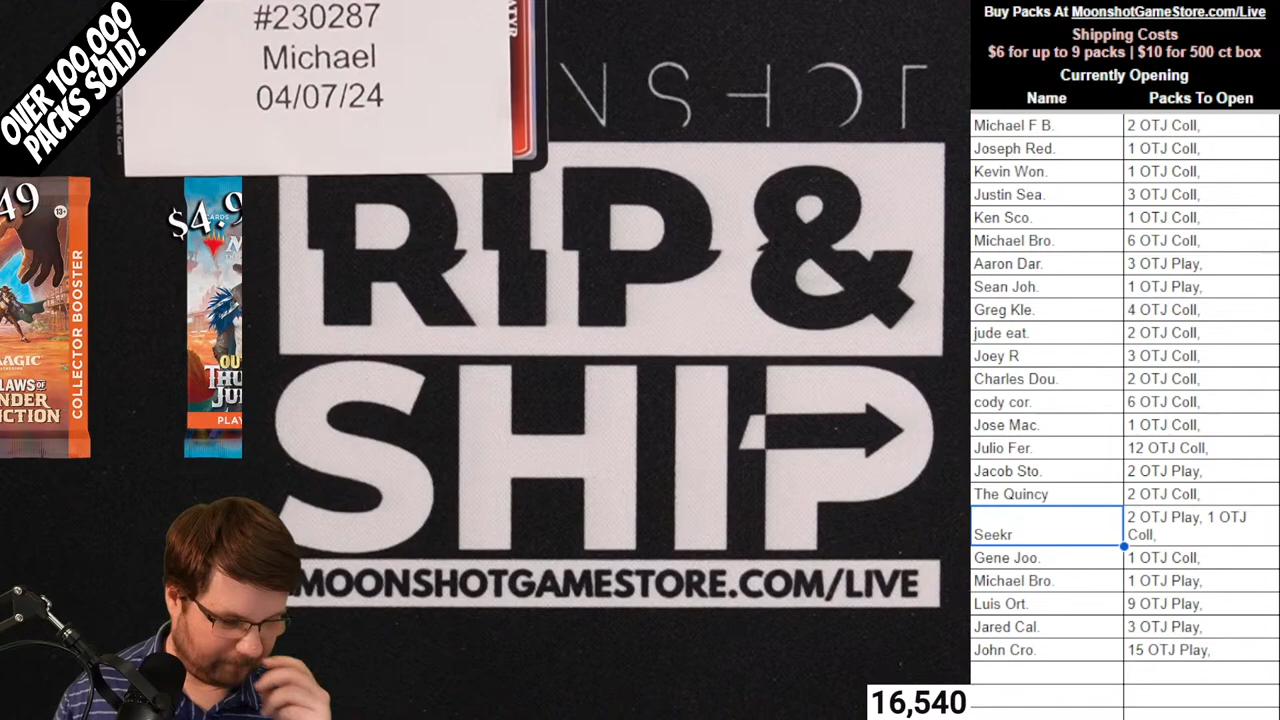 OVER 100,000
PACKS SOLD!
#230287
Michael
04/07/24
NSHOT
RIP &
SHIP
MOONSHOTGAMESTORE.COM/LIVE
49
13+
COLLECTOR BOOSTER
$4.9
16,540
Buy Packs At MoonshotGameStore.com/Live
Shipping Costs
$6 for up to 9 packs | $10 for 500 ct box
Currently Opening
Name Packs To Open
Michael F B. 2 OTJ Coll,
Joseph Red. 1 OTJ Coll,
Kevin Won. 1 OTJ Coll,
Justin Sea. 3 OTJ Coll,
Ken Sco. 1 OTJ Coll,
Michael Bro. 6 OTJ Coll,
Aaron Dar. 3 OTJ Play,
Sean Joh. 1 OTJ Play,
Greg Kle. 4 OTJ Coll,
jude eat. 2 OTJ Coll,
Joey R 3 OTJ Coll,
Charles Dou. 2 OTJ Coll,
cody cor. 6 OTJ Coll,
Jose Mac. 1 OTJ Coll,
Julio Fer. 12 OTJ Coll,
Jacob Sto. 2 OTJ Play,
The Quincy 2 OTJ Coll,
Seekr 2 OTJ Play, 1 OTJ
Coll,
Gene Joo. 1 OTJ Coll,
Michael Bro. 1 OTJ Play,
Luis Ort. 9 OTJ Play,
Jared Cal. 3 OTJ Play,
John Cro. 15 OTJ Play,